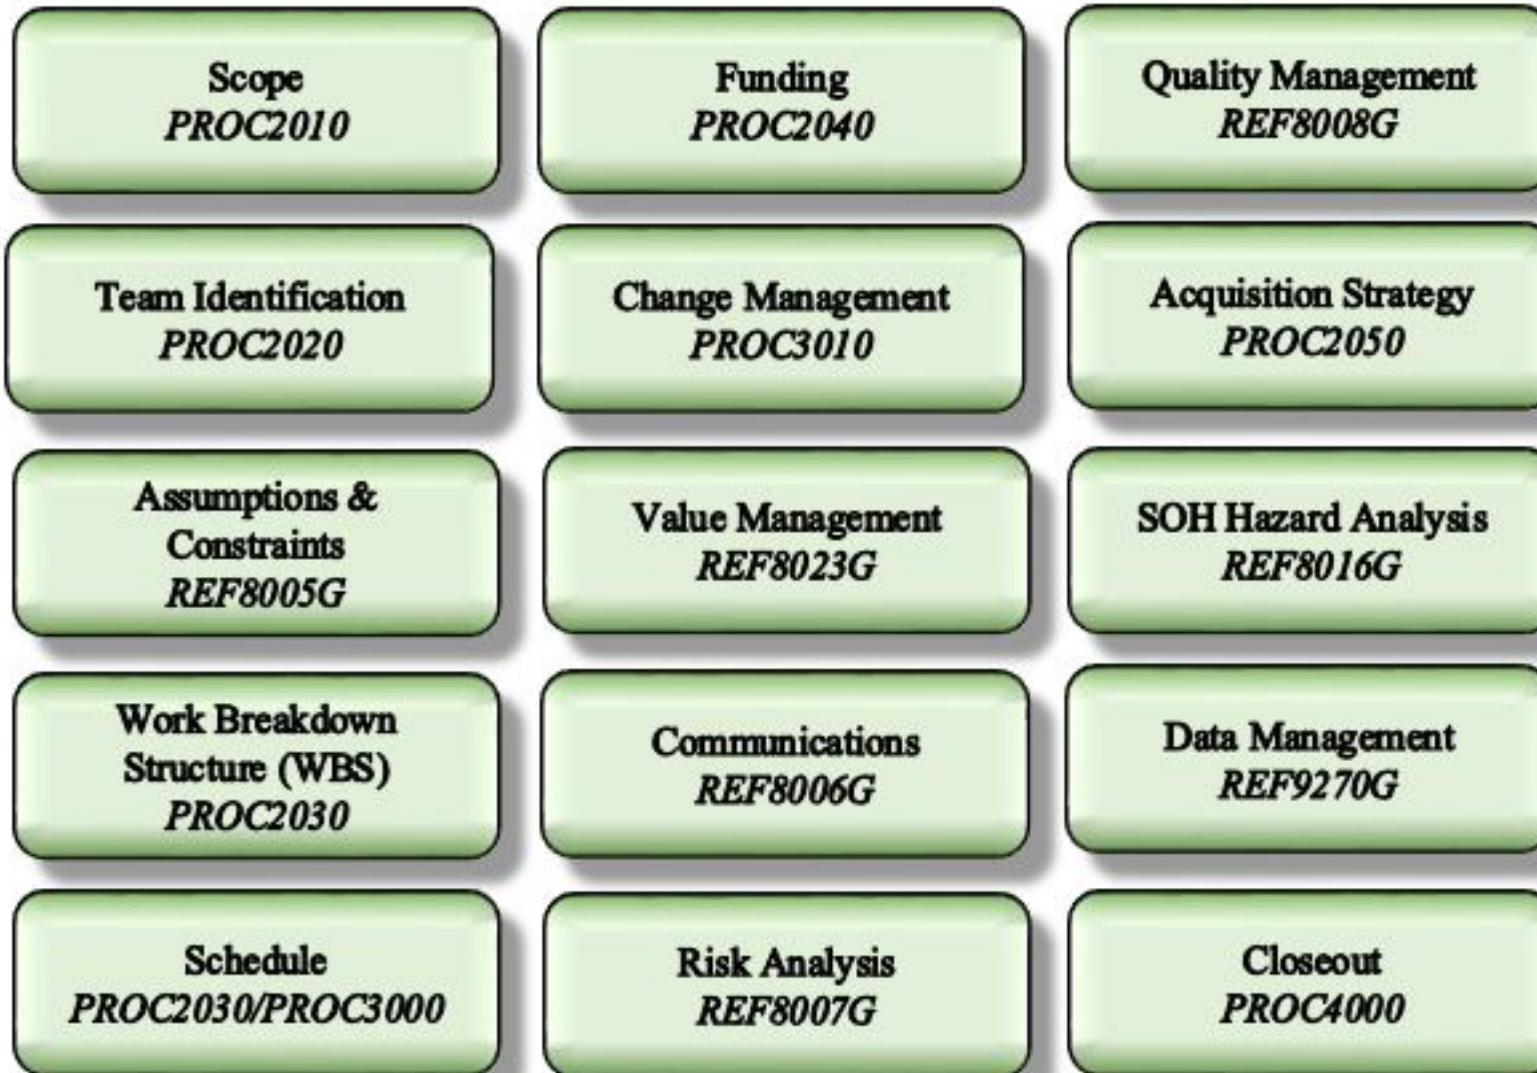 Scope
PROC2010
Funding
PROC2040
Quality Management
REF8008G
Team Identification
PROC2020
Change Management
PROC3010
Acquisition Strategy
PROC2050
Assumptions &
Constraints
REF8005G
Value Management
REF8023G
SOH Hazard Analysis
REF8016G
Work Breakdown
Structure (WBS)
PROC2030
Communications
REF8006G
Data Management
REF9270G
Schedule
PROC2030/PROC3000
Risk Analysis
REF8007G
Closeout
PROC4000